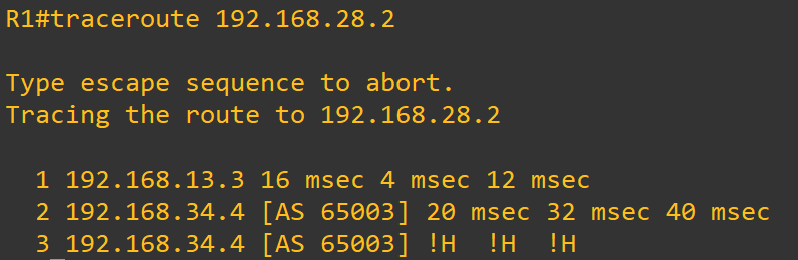 R1#traceroute 192.168.28.2
Type escape sequence to abort.
Tracing the route to 192.168.28.2
1 192.168.13.3 16 msec 4 msec 12 msec
2 192.168.34.4 [AS 65003] 20 msec 32 msec 40 msec
3 192.168.34.4 [AS 65003] !H  !H  !H